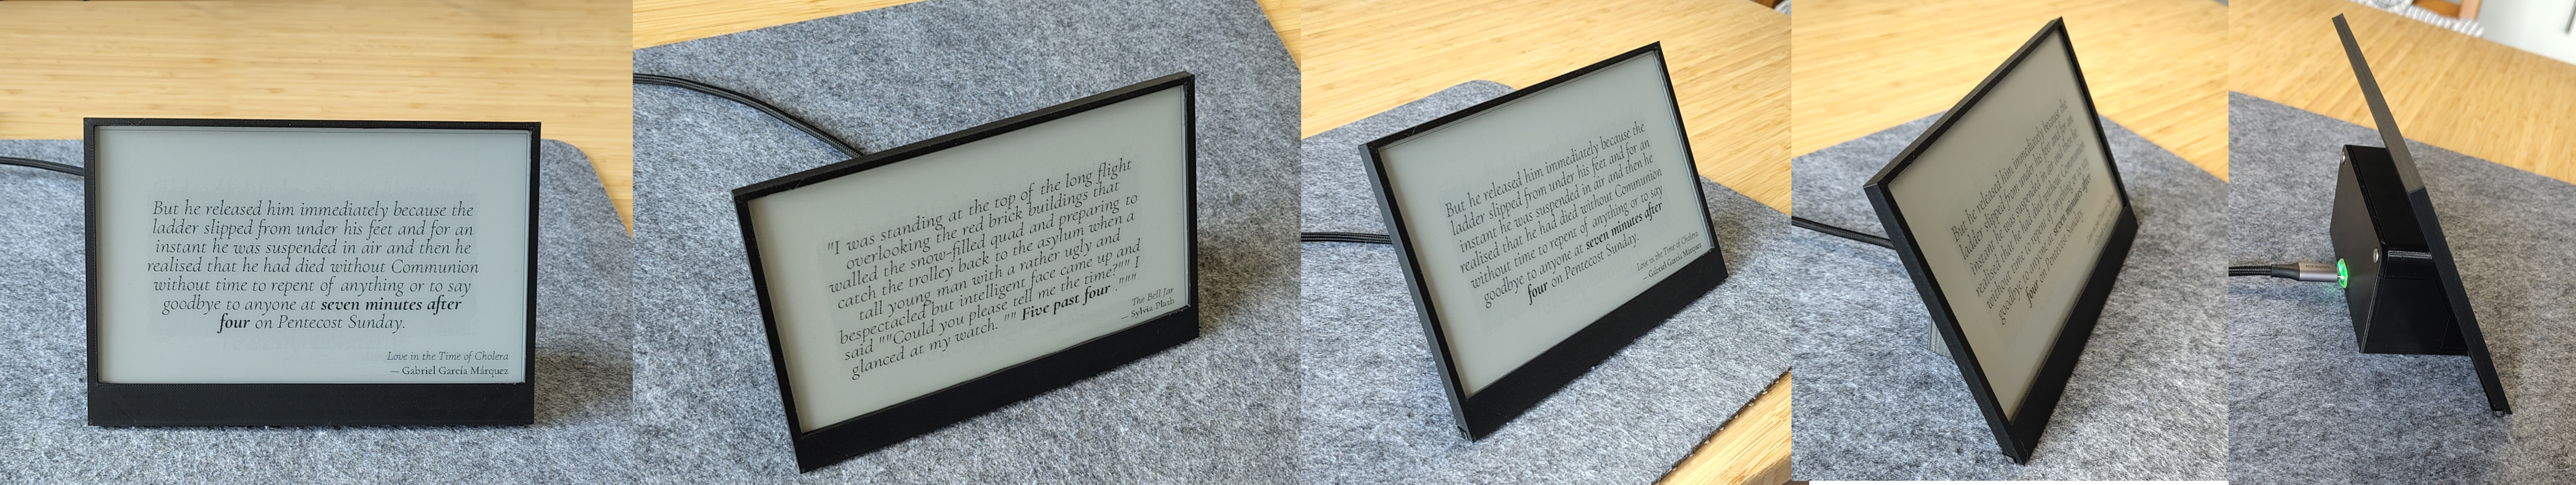 But he released him immediately because the
ladder slipped from under his feet and for an
instant he was suspended in air and then he
realised that he had died without Communion
without time to repent of anything or to say
goodbye to anyone at seven minutes after
four on Pentecost Sunday.
Love in the Time of Cholera
— Gabriel García Márquez
"I was standing at the top of the long flight
overlooking the red brick buildings that
walled the snow-filled quad and preparing to
catch the trolley back to the asylum when a
tall young man with a rather ugly and
bespectacled but intelligent face came up and
said ""Could you please tell me the time?"" I
glanced at my watch. "" Five past four ."""
The Bell Jar
— Sylvia Plath
But he released him immediately because the
ladder slipped from under his feet and for an
instant he was suspended in air and then he
realised that he had died without Communion
without time to repent of anything or to say
goodbye to anyone at seven minutes after
four on Pentecost Sunday.
Love in the Time of Cholera
— Gabriel García Márquez
But he released him immediately because the
ladder slipped from under his feet and for an
instant he was suspended in air and then he
realised that he had died without Communion
without time to repent of anything or to say
goodbye to anyone at seven minutes after
four on Pentecost Sunday.